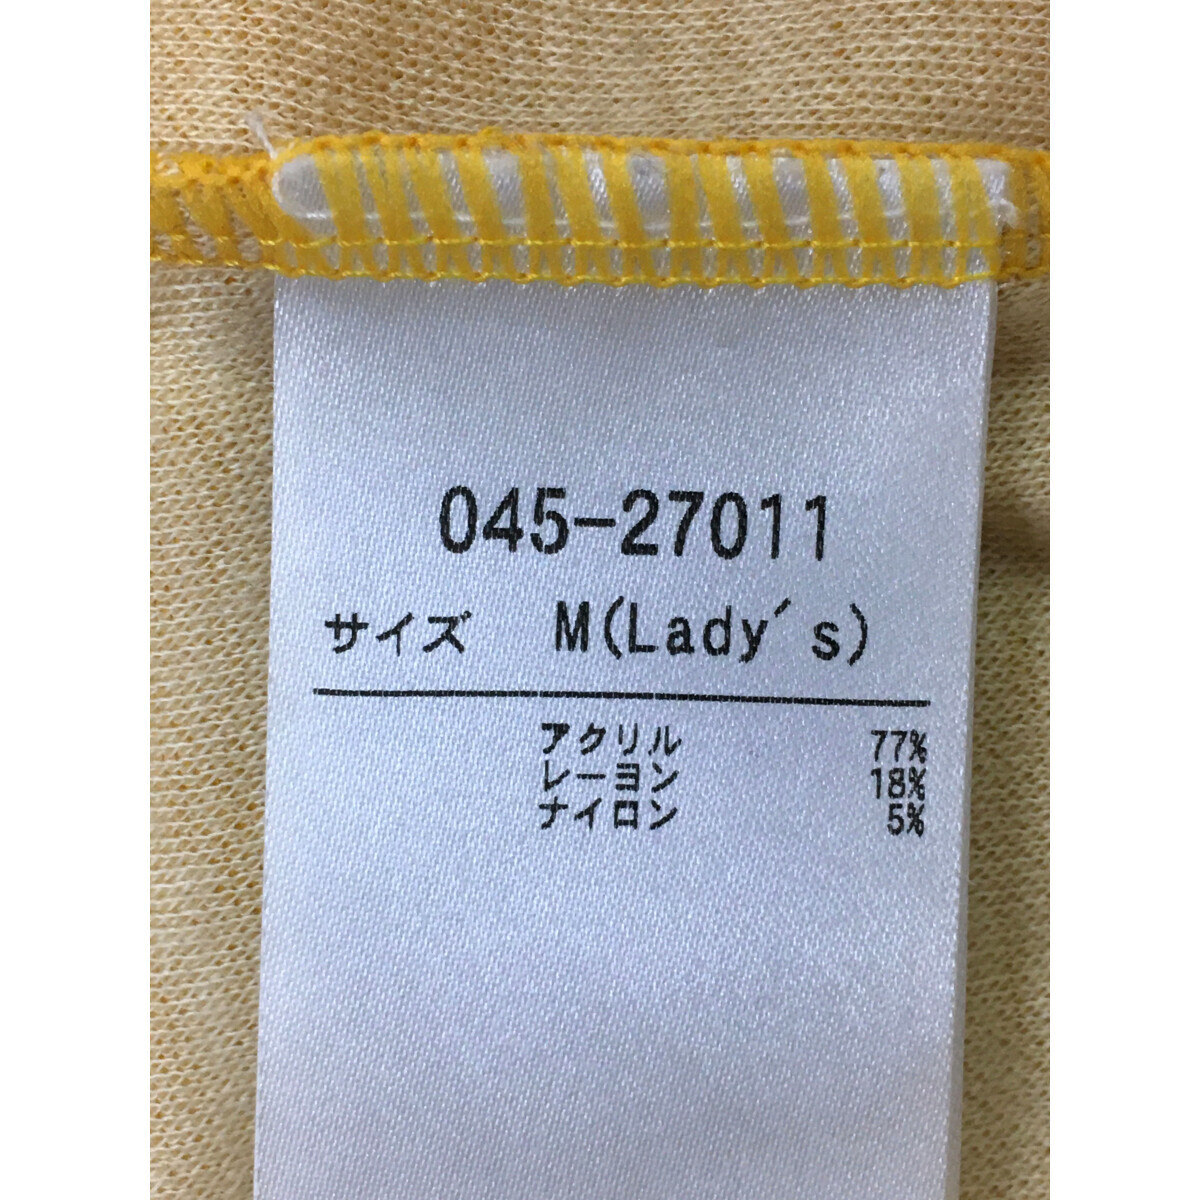 045-27011
サイズ M(Lady's)
アクリル 77%
レーヨン 18%
ナイロン 5%